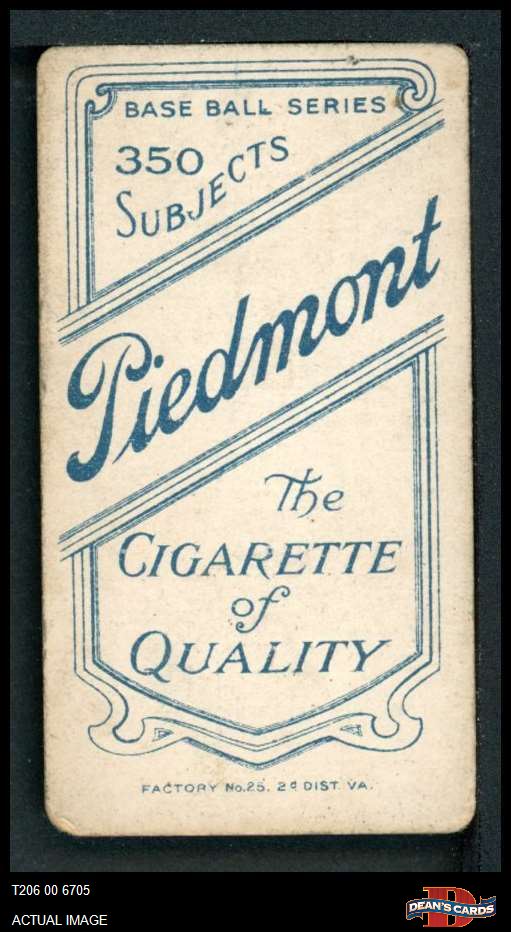 BASE BALL SERIES
350
SUBJECTS
Piedmont
The
CIGARETTE
of
QUALITY
FACTORY No. 25. 2d DIST. VA.
T206 00 6705
ACTUAL IMAGE
D
DEAN'S CARDS